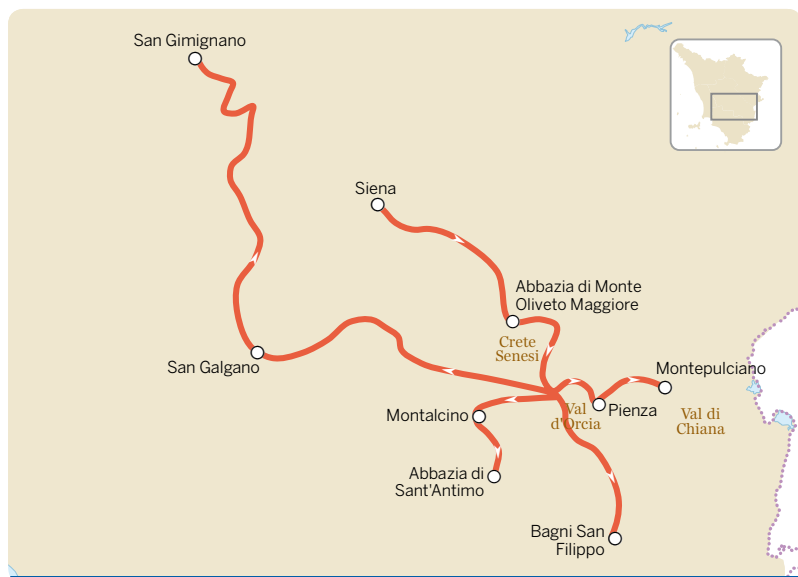 San Gimignano
Siena
Abbazia di Monte
Oliveto Maggiore
Crete
Senesi
San Galgano
Montepulciano
Montalcino
Val
d'Orcia
Pienza
Val di
Chiana
Abbazia di
Sant'Antimo
Bagni San
Filippo